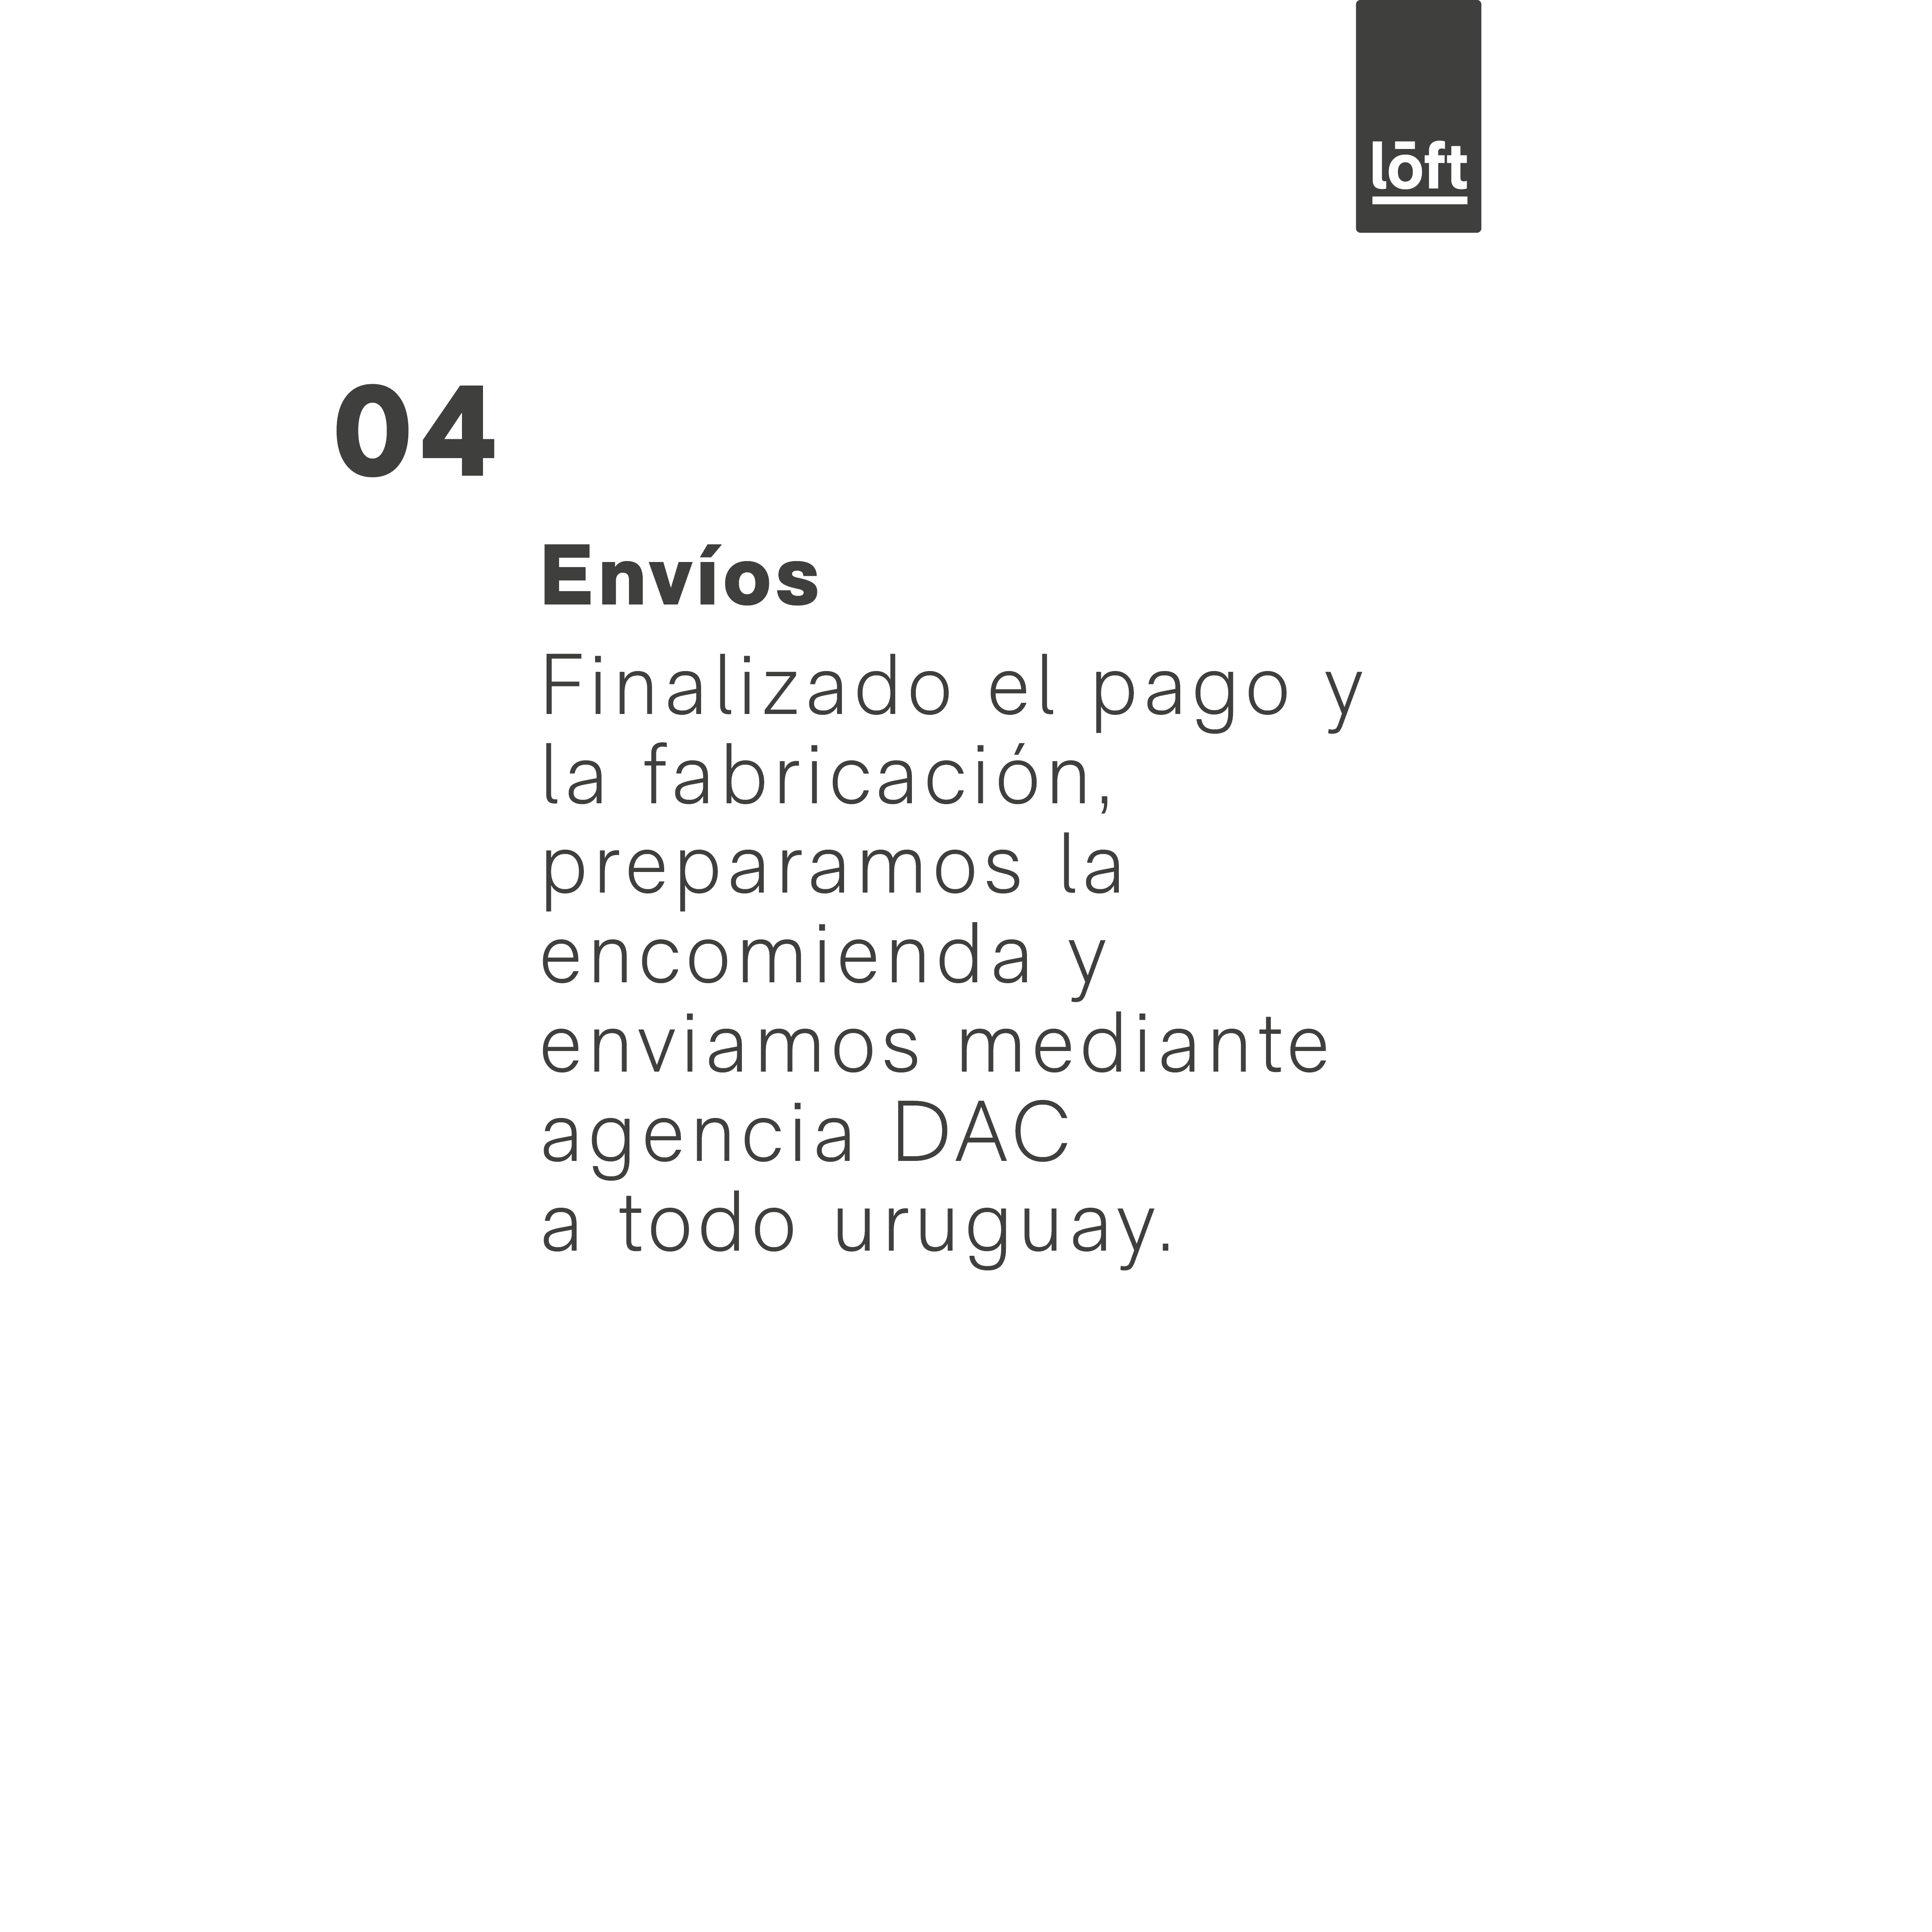 lōft
04
Envíos
Finalizado el pago y
la fabricación,
preparamos la
encomienda y
enviamos mediante
agencia DAC
a todo uruguay.